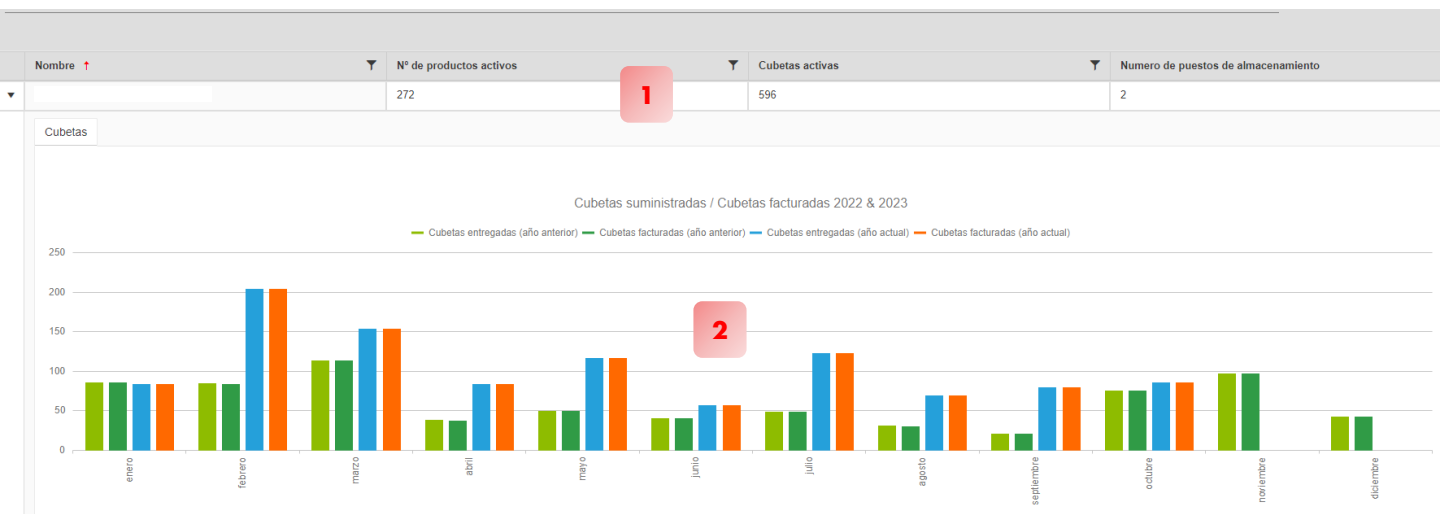 Nombre ↑ Nº de productos activos Cubetas activas Numero de puestos de almacenamiento
272 1 596 2
Cubetas
Cubetas suministradas / Cubetas facturadas 2022 & 2023
Cubetas entregadas (año anterior) Cubetas facturadas (año anterior) Cubetas entregadas (año actual) Cubetas facturadas (año actual)
250
200
150
2
100
50
0
enero febrero marzo abril mayo junio julio agosto septiembre octubre noviembre diciembre